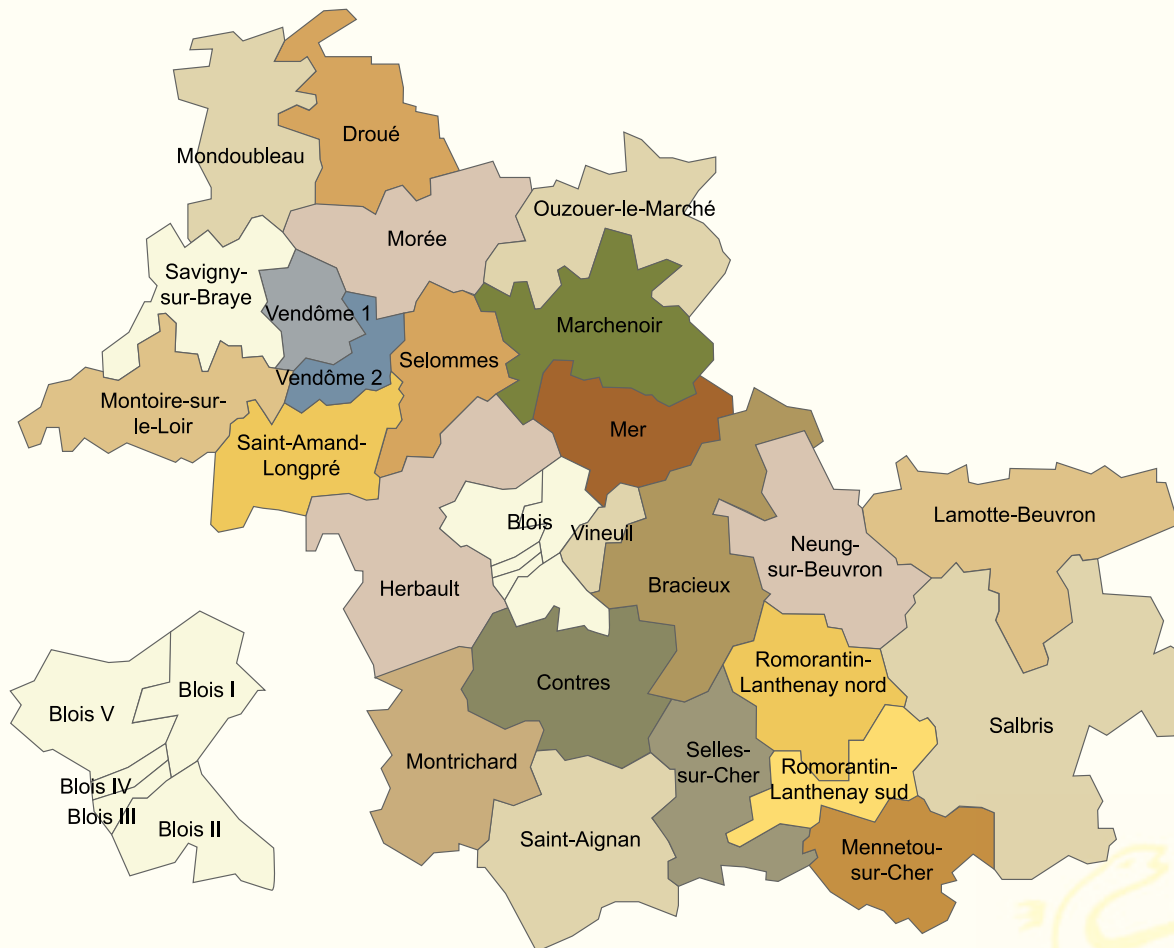 Droué
Mondoubleau
Ouzouer-le-Marché
Morée
Savigny-
sur-Braye
Vendôme 1
Marchenoir
Selommes
Vendôme 2
Montoire-sur-
le-Loir
Mer
Saint-Amand-
Longpré
Lamotte-Beuvron
Blois
Vineuil
Neung-
sur-Beuvron
Herbault
Bracieux
Romorantin-
Lanthenay nord
Contres
Blois I
Blois V
Salbris
Montrichard
Selles-
sur-Cher
Romorantin-
Lanthenay sud
Blois IV
Blois III
Blois II
Saint-Aignan
Mennetou-
sur-Cher